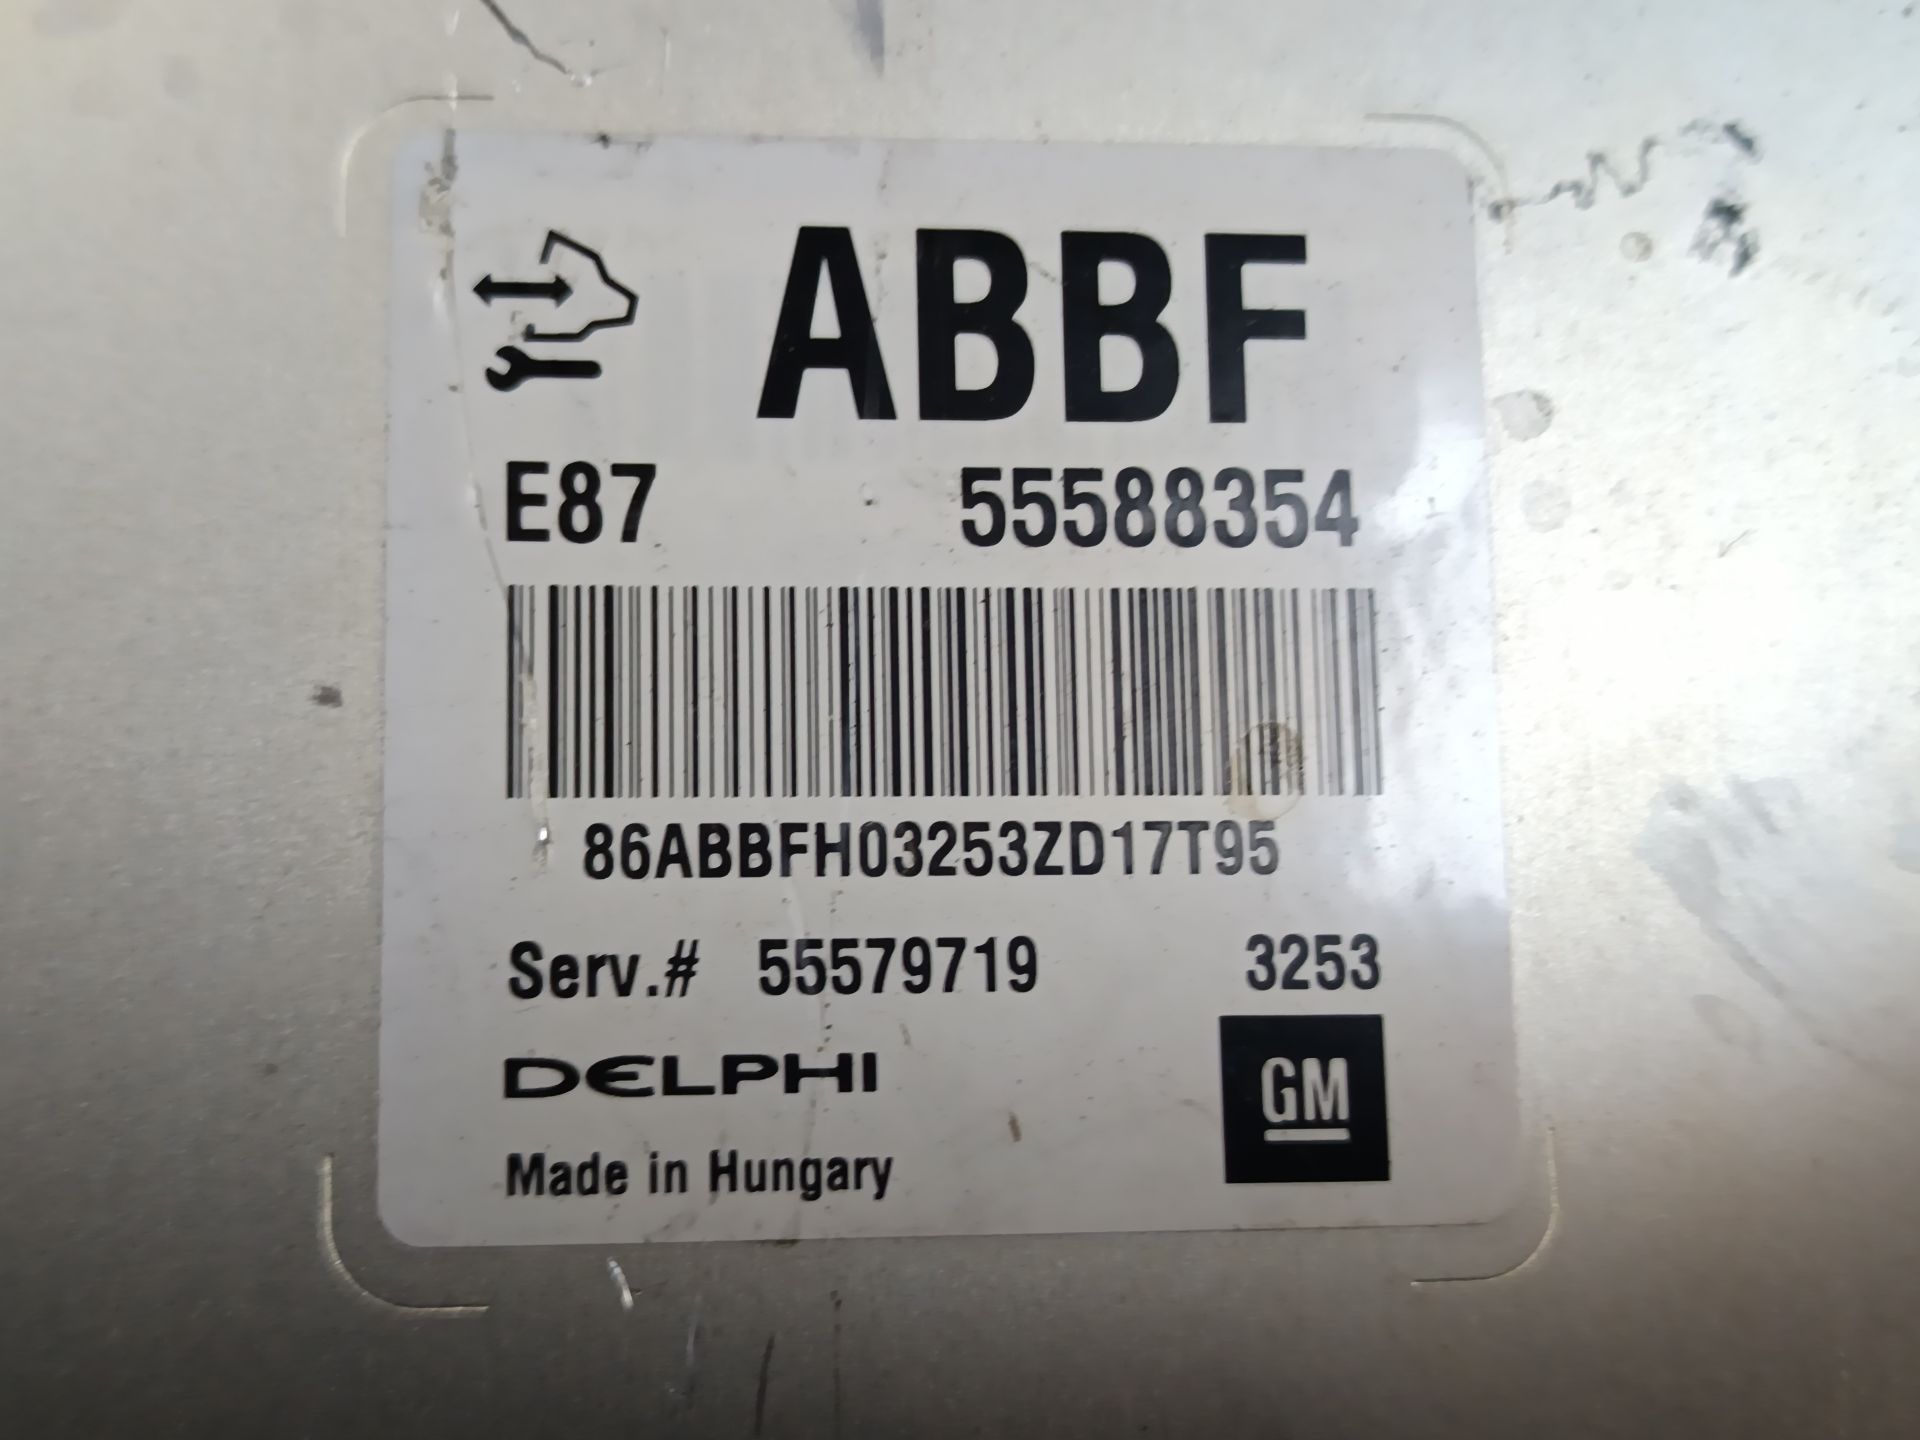 ABBF
E87 55588354
86ABBFH03253ZD17T95
Serv.# 55579719 3253
DELPHI
GM
Made in Hungary